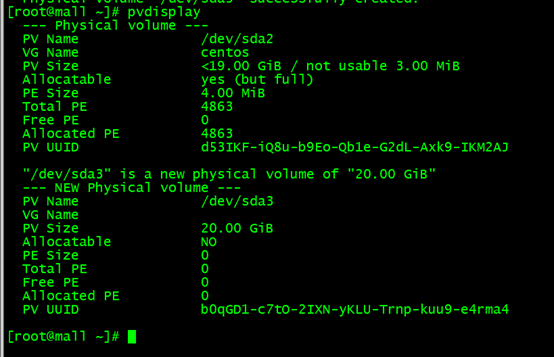 [root@mall ~]# pvdisplay
--- Physical volume ---
PV Name /dev/sda2
VG Name centos
PV Size <19.00 GiB / not usable 3.00 MiB
Allocatable yes (but full)
PE Size 4.00 MiB
Total PE 4863
Free PE 0
Allocated PE 4863
PV UUID d53IKF-iQ8u-b9Eo-Qb1e-G2dL-Axk9-IKM2AJ
"/dev/sda3" is a new physical volume of "20.00 GiB"
--- NEW Physical volume ---
PV Name /dev/sda3
VG Name
PV Size 20.00 GiB
Allocatable NO
PE Size 0
Total PE 0
Free PE 0
Allocated PE 0
PV UUID b0qGD1-c7tO-2IXN-yKLU-Trnp-kuu9-e4rma4
[root@mall ~]#